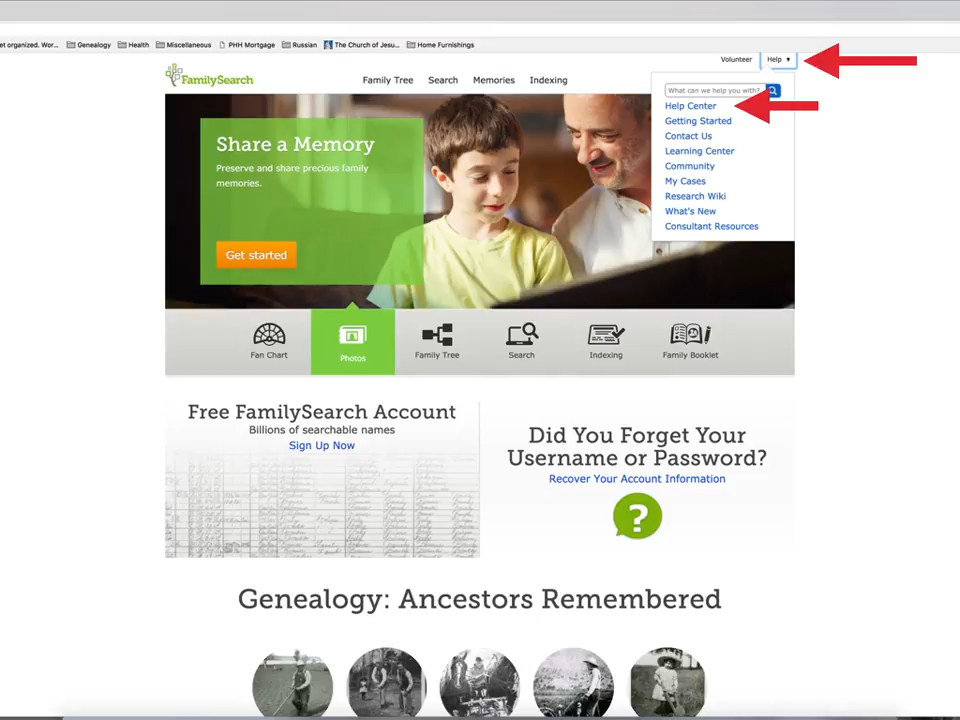 et organized. Wor... Genealogy Health Miscellaneous PHH Mortgage Russian The Church of Jesu... Home Furnishings
Volunteer Help ▾
FamilySearch Family Tree Search Memories Indexing
What can we help you with?
Help Center
Getting Started
Contact Us
Learning Center
Community
My Cases
Research Wiki
What's New
Consultant Resources
Share a Memory
Preserve and share precious family
memories.
Get started
Fan Chart Photos Family Tree Search Indexing Family Booklet
Free FamilySearch Account
Billions of searchable names
Sign Up Now
Did You Forget Your
Username or Password?
Recover Your Account Information
?
Genealogy: Ancestors Remembered